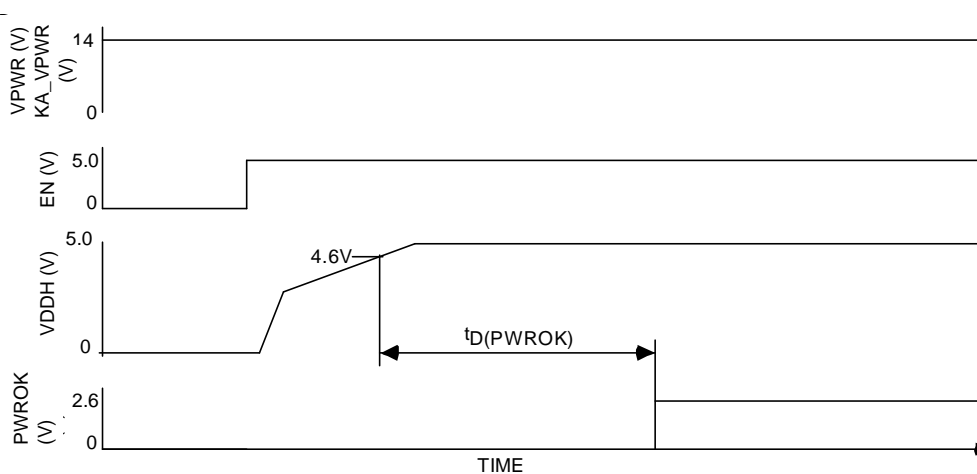 VPWR (V)
KA_VPWR
(V)
14
0
EN (V)
5.0
0
VDDH (V)
5.0
4.6V
0
tD(PWROK)
PWROK
(V)
2.6
0
TIME